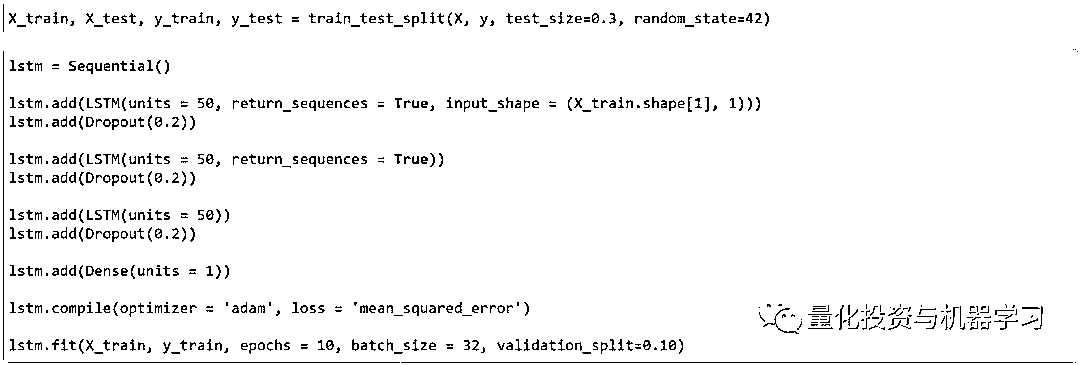 X_train, X_test, y_train, y_test = train_test_split(X, y, test_size=0.3, random_state=42)
lstm = Sequential()
lstm.add(LSTM(units = 50, return_sequences = True, input_shape = (X_train.shape[1], 1)))
lstm.add(Dropout(0.2))
lstm.add(LSTM(units = 50, return_sequences = True))
lstm.add(Dropout(0.2))
lstm.add(LSTM(units = 50))
lstm.add(Dropout(0.2))
lstm.add(Dense(units = 1))
lstm.compile(optimizer = 'adam', loss = 'mean_squared_error')
lstm.fit(X_train, y_train, epochs = 10, batch_size = 32, validation_split=0.10)
量化投资与机器学习